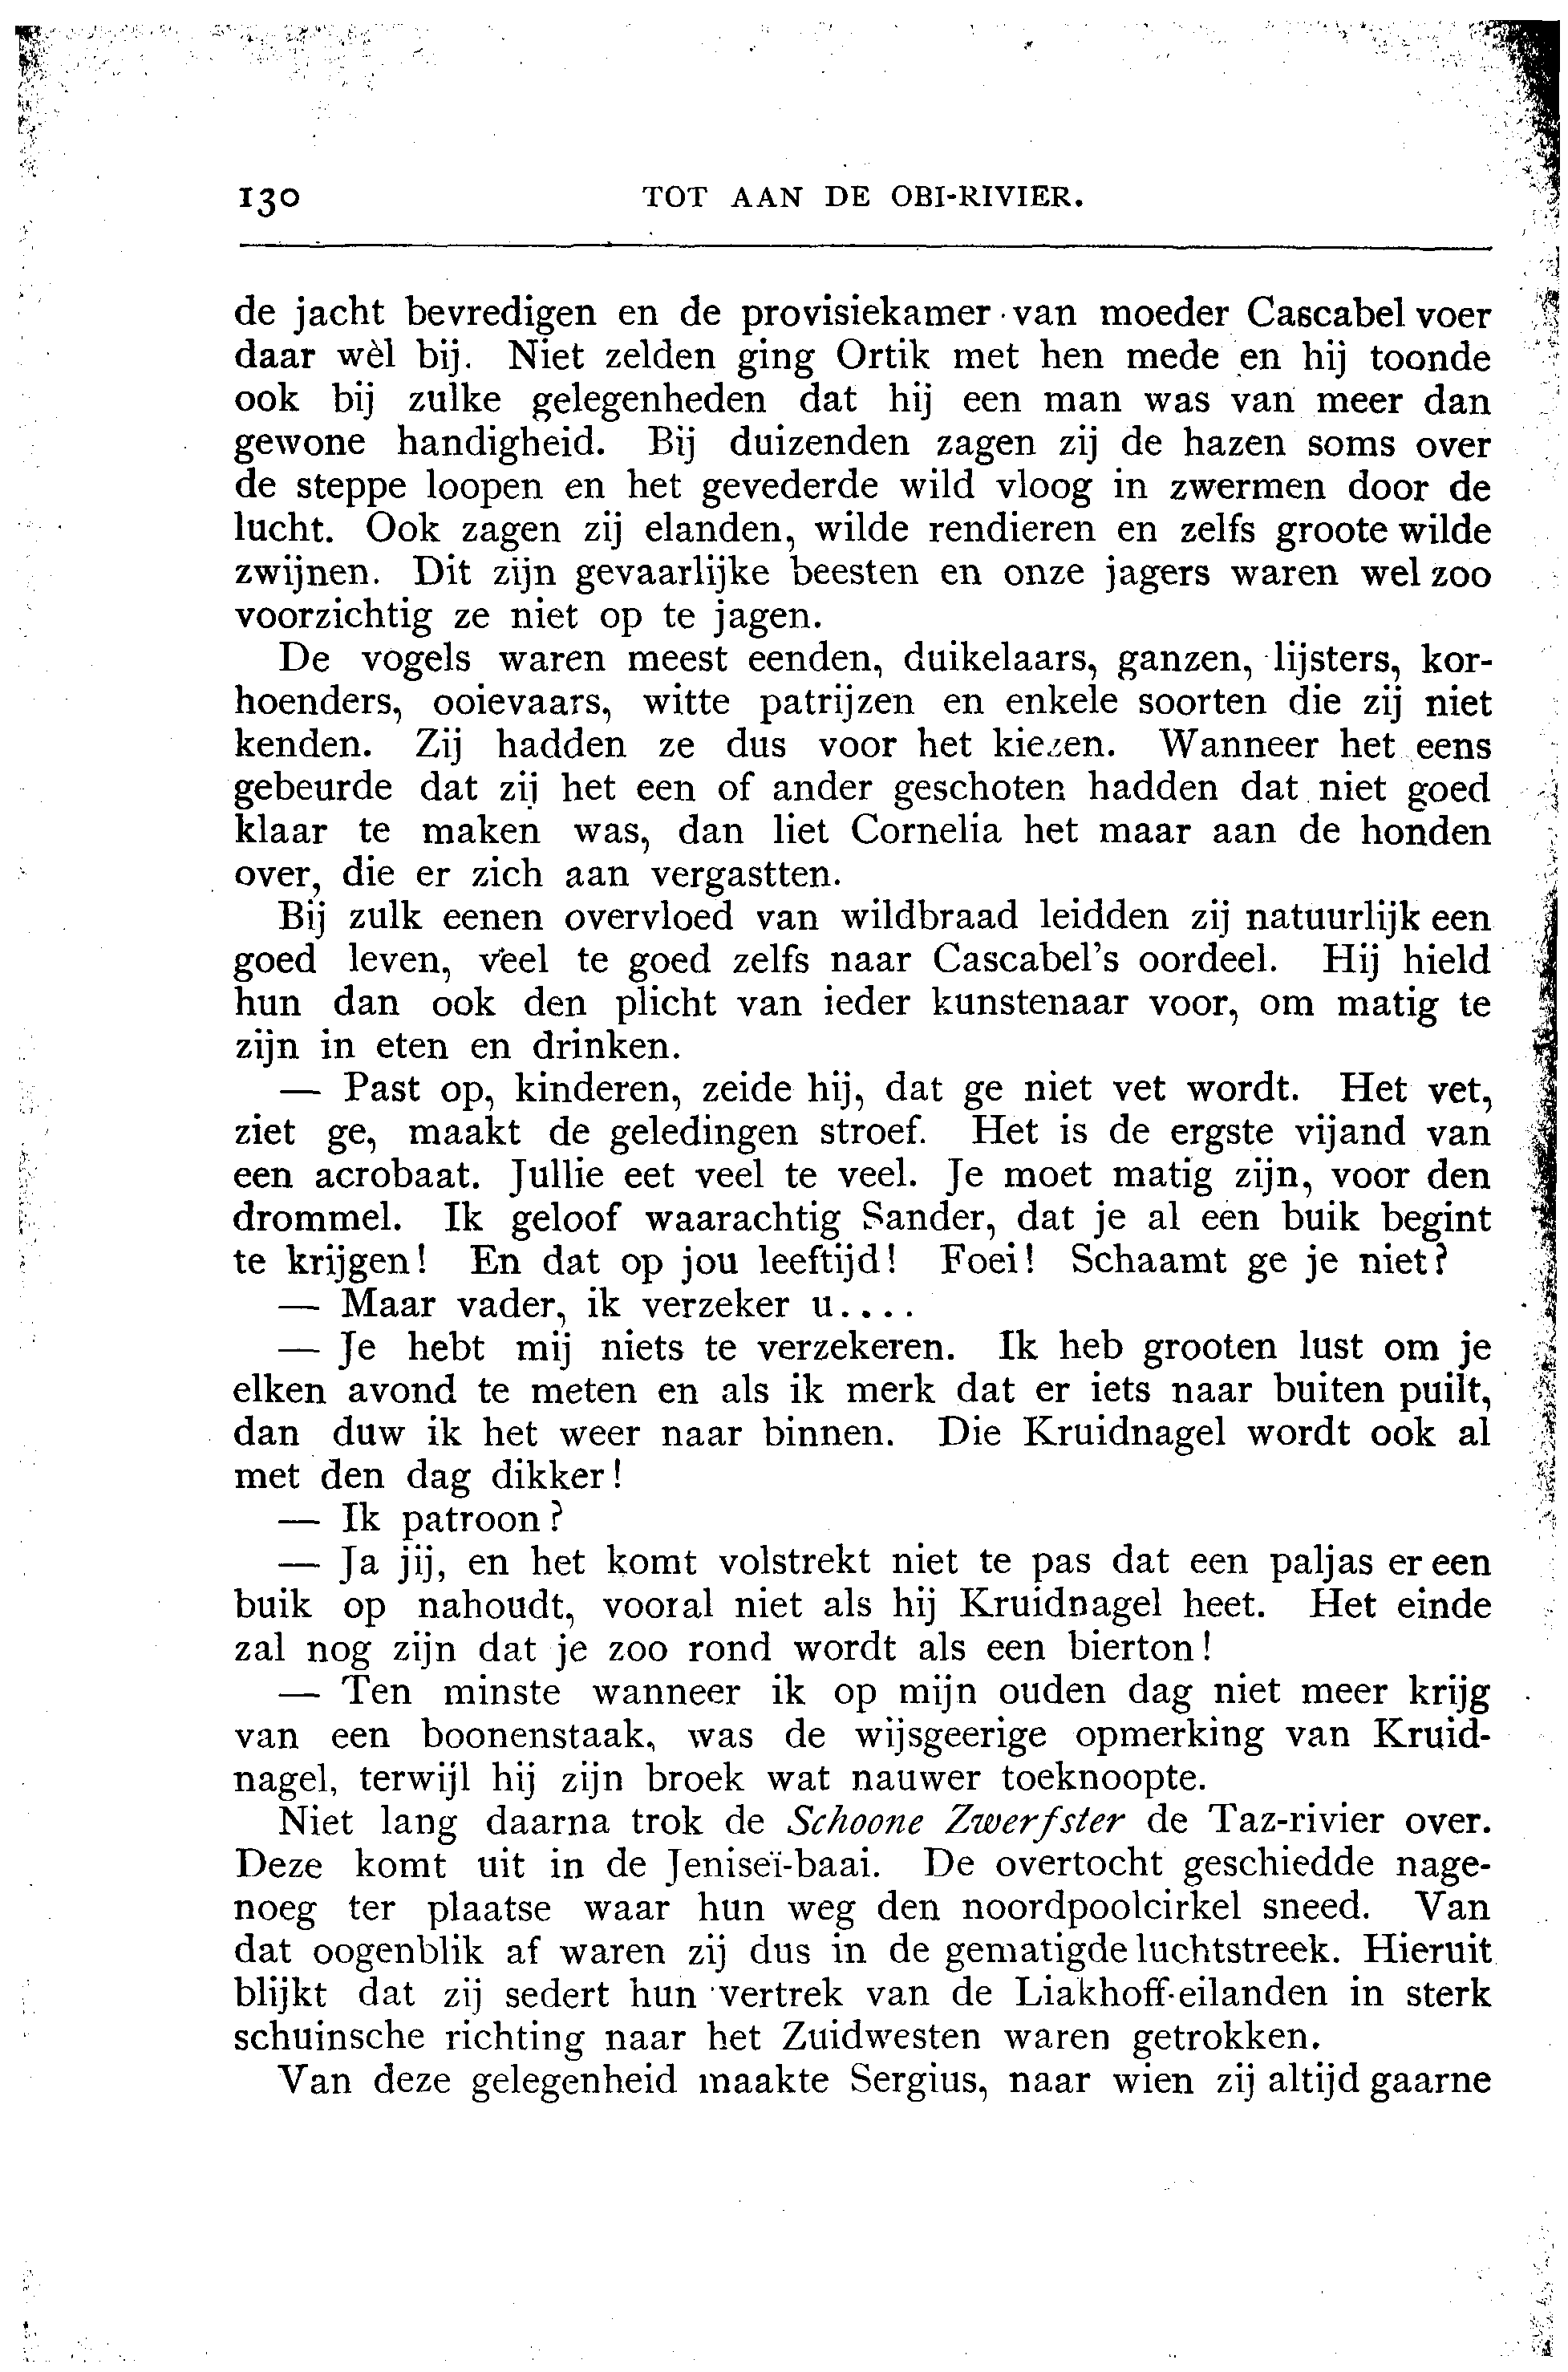 130 TOT AAN DE OBI-RIVIER.
de jacht bevredigen en de provisiekamer van moeder Cascabel voer
daar wèl bij. Niet zelden ging Ortik met hen mede en hij toonde
ook bij zulke gelegenheden dat hij een man was van meer dan
gewone handigheid. Bij duizenden zagen zij de hazen soms over
de steppe loopen en het gevederde wild vloog in zwermen door de
lucht. Ook zagen zij elanden, wilde rendieren en zelfs groote wilde
zwijnen. Dit zijn gevaarlijke beesten en onze jagers waren wel zoo
voorzichtig ze niet op te jagen.
De vogels waren meest eenden, duikelaars, ganzen, lijsters, kor-
hoenders, ooievaars, witte patrijzen en enkele soorten die zij niet
kenden. Zij hadden ze dus voor het kiezen. Wanneer het eens
gebeurde dat zij het een of ander geschoten hadden dat niet goed
klaar te maken was, dan liet Cornelia het maar aan de honden
over, die er zich aan vergastten.
Bij zulk eenen overvloed van wildbraad leidden zij natuurlijk een
goed leven, veel te goed zelfs naar Cascabel's oordeel. Hij hield
hun dan ook den plicht van ieder kunstenaar voor, om matig te
zijn in eten en drinken.
— Past op, kinderen, zeide hij, dat ge niet vet wordt. Het vet,
ziet ge, maakt de geledingen stroef. Het is de ergste vijand van
een acrobaat. Jullie eet veel te veel. Je moet matig zijn, voor den
drommel. Ik geloof waarachtig Sander, dat je al een buik begint
te krijgen! En dat op jou leeftijd! Foei! Schaamt ge je niet?
— Maar vader, ik verzeker u....
— Je hebt mij niets te verzekeren. Ik heb grooten lust om je
elken avond te meten en als ik merk dat er iets naar buiten puilt,
dan duw ik het weer naar binnen. Die Kruidnagel wordt ook al
met den dag dikker!
— Ik patroon?
— Ja jij, en het komt volstrekt niet te pas dat een paljas er een
buik op nahoudt, vooral niet als hij Kruidnagel heet. Het einde
zal nog zijn dat je zoo rond wordt als een bierton!
— Ten minste wanneer ik op mijn ouden dag niet meer krijg
van een boonenstaak, was de wijsgeerige opmerking van Kruid-
nagel, terwijl hij zijn broek wat nauwer toeknoopte.
Niet lang daarna trok de Schoone Zwerfster de Taz-rivier over.
Deze komt uit in de Jeniseï-baai. De overtocht geschiedde nage-
noeg ter plaatse waar hun weg den noordpoolcirkel sneed. Van
dat oogenblik af waren zij dus in de gematigde luchtstreek. Hieruit
blijkt dat zij sedert hun vertrek van de Liakhoff-eilanden in sterk
schuinsche richting naar het Zuidwesten waren getrokken.
Van deze gelegenheid maakte Sergius, naar wien zij altijd gaarne